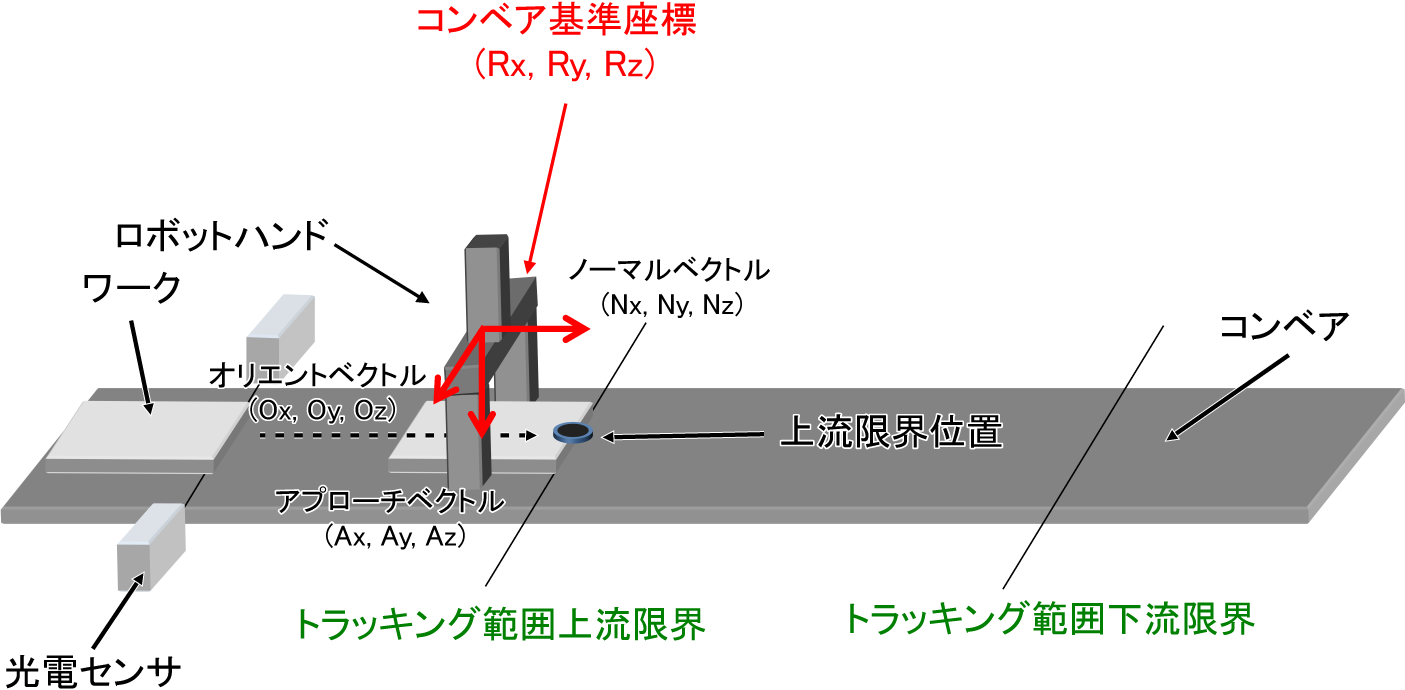 コンベア基準座標
(Rx, Ry, Rz)
ロボットハンド
ワーク
ノーマルベクトル
(Nx, Ny, Nz)
コンベア
オリエントベクトル
(Ox, Oy, Oz)
上流限界位置
アプローチベクトル
(Ax, Ay, Az)
トラッキング範囲上流限界
トラッキング範囲下流限界
光電センサ